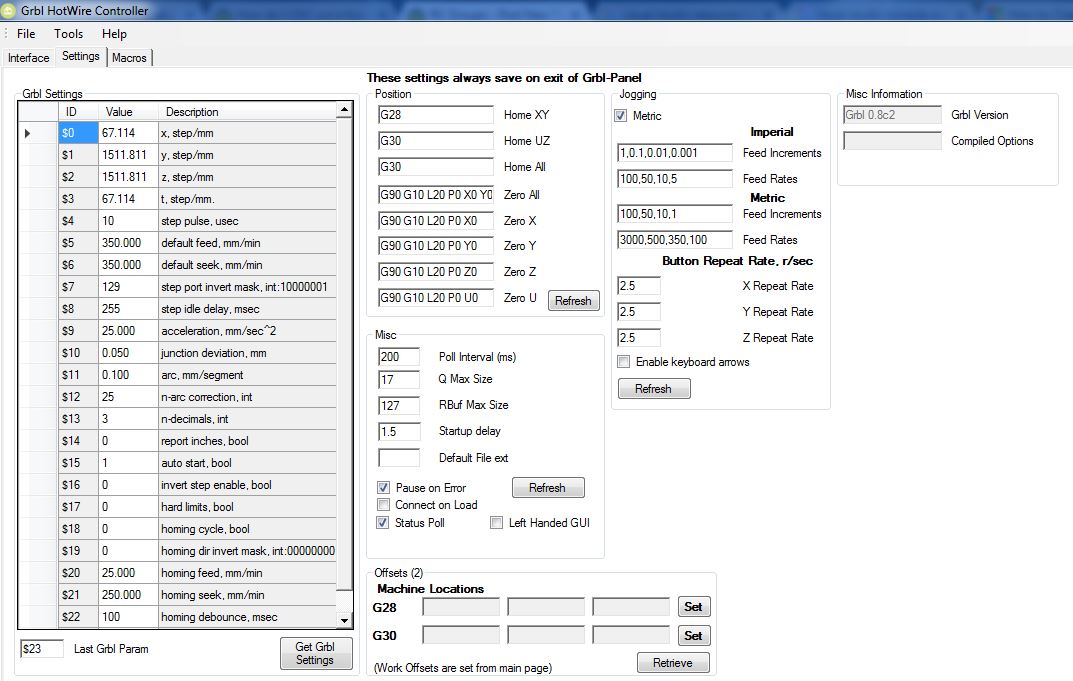 Grbl HotWire Controller
File Tools Help
Interface Settings Macros
These settings always save on exit of Grbl-Panel
Grbl Settings
ID Value Description
$0 67.114 x, step/mm
$1 1511.811 y, step/mm
$2 1511.811 z, step/mm
$3 67.114 t, step/mm.
$4 10 step pulse, usec
$5 350.000 default feed, mm/min
$6 350.000 default seek, mm/min
$7 129 step port invert mask, int:10000001
$8 255 step idle delay, msec
$9 25.000 acceleration, mm/sec^2
$10 0.050 junction deviation, mm
$11 0.100 arc, mm/segment
$12 25 n-arc correction, int
$13 3 n-decimals, int
$14 0 report inches, bool
$15 1 auto start, bool
$16 0 invert step enable, bool
$17 0 hard limits, bool
$18 0 homing cycle, bool
$19 0 homing dir invert mask, int:00000000
$20 25.000 homing feed, mm/min
$21 250.000 homing seek, mm/min
$22 100 homing debounce, msec
$23 Last Grbl Param
Get Grbl
Settings
Position
G28 Home XY
G30 Home UZ
G30 Home All
G90 G10 L20 P0 X0 Y0 Zero All
G90 G10 L20 P0 X0 Zero X
G90 G10 L20 P0 Y0 Zero Y
G90 G10 L20 P0 Z0 Zero Z
G90 G10 L20 P0 U0 Zero U Refresh
Misc
200 Poll Interval (ms)
17 Q Max Size
127 RBuf Max Size
1.5 Startup delay
Default File ext
Pause on Error Refresh
Connect on Load
Status Poll Left Handed GUI
Offsets (2)
Machine Locations
G28 Set
G30 Set
(Work Offsets are set from main page) Retrieve
Jogging
Metric
Imperial
1,0.1,0.01,0.001 Feed Increments
100,50,10,5 Feed Rates
Metric
100,50,10,1 Feed Increments
3000,500,350,100 Feed Rates
Button Repeat Rate, r/sec
2.5 X Repeat Rate
2.5 Y Repeat Rate
2.5 Z Repeat Rate
Enable keyboard arrows
Refresh
Misc Information
Grbl 0.8c2 Grbl Version
Compiled Options